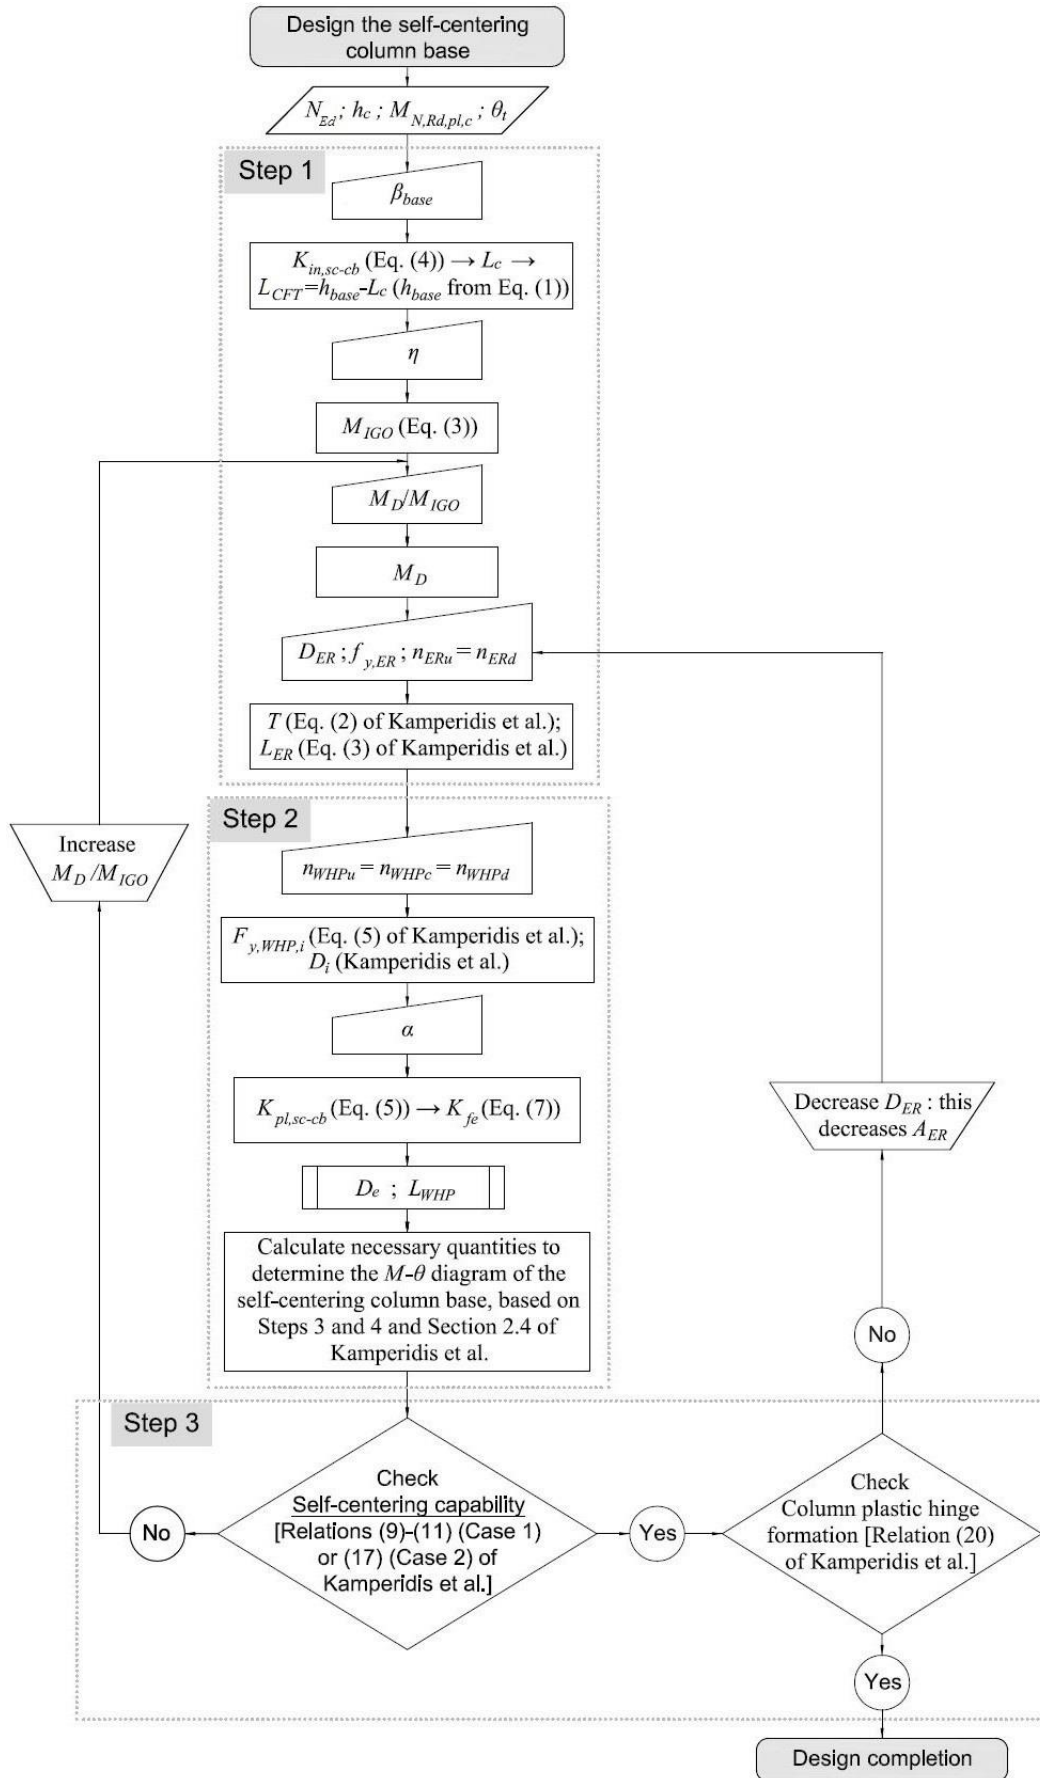 Design the self-centering
column base
N_Ed ; h_c ; M_N,Rd,pl,c ; θ_t
Step 1
β_base
K_in,sc-cb (Eq. (4)) → L_c →
L_CFT=h_base-L_c (h_base from Eq. (1))
η
M_IGO (Eq. (3))
M_D/M_IGO
M_D
D_ER ; f_y,ER ; n_ERu = n_ERd
T (Eq. (2) of Kamperidis et al.);
L_ER (Eq. (3) of Kamperidis et al.)
Step 2
Increase
M_D /M_IGO
n_WHPu = n_WHPc = n_WHPd
F_y,WHP,i (Eq. (5) of Kamperidis et al.);
D_i (Kamperidis et al.)
α
K_pl,sc-cb (Eq. (5)) → K_fe (Eq. (7))
Decrease D_ER : this
decreases A_ER
D_e ; L_WHP
Calculate necessary quantities to
determine the M-θ diagram of the
self-centering column base, based on
Steps 3 and 4 and Section 2.4 of
Kamperidis et al.
No
Step 3
Check
Self-centering capability
[Relations (9)-(11) (Case 1)
or (17) (Case 2) of
Kamperidis et al.]
No
Yes
Check
Column plastic hinge
formation [Relation (20)
of Kamperidis et al.]
Yes
Design completion